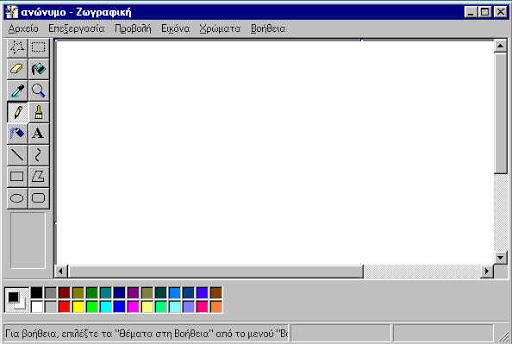 ανώνυμο - Ζωγραφική
Αρχείο Επεξεργασία Προβολή Εικόνα Χρώματα Βοήθεια
A
Για βοήθεια, επιλέξτε τα "Θέματα στη Βοήθεια" από το μενού "Βο